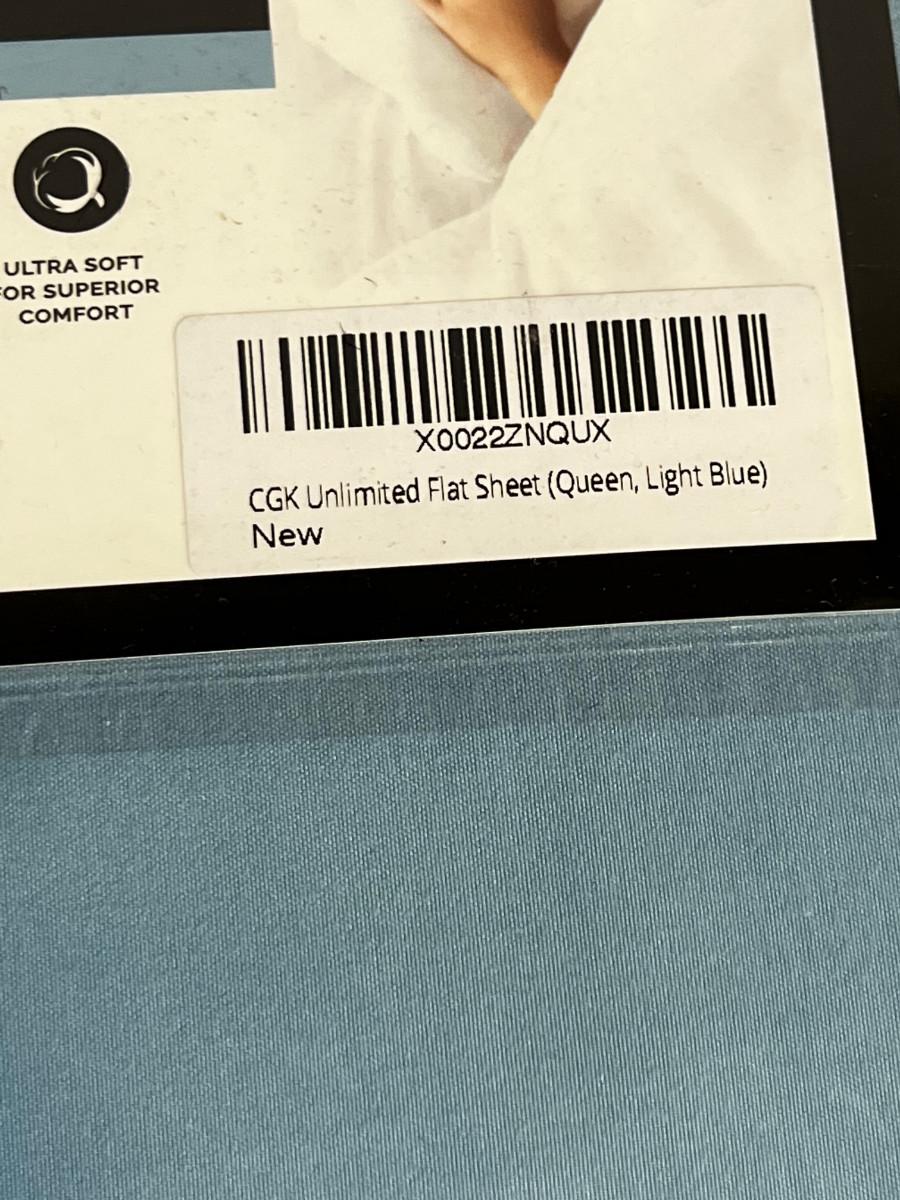 ULTRA SOFT
FOR SUPERIOR
COMFORT
X0022ZNQUX
CGK Unlimited Flat Sheet (Queen, Light Blue)
New